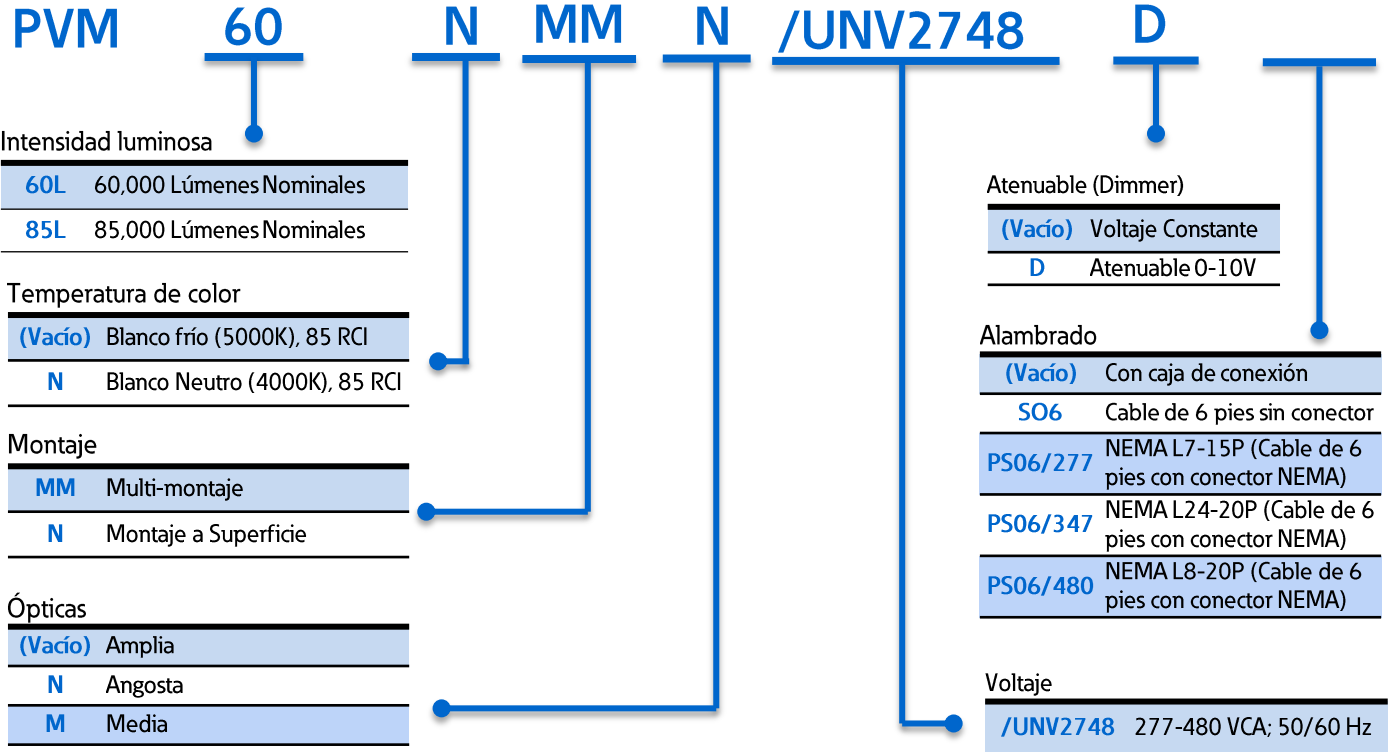 PVM 60 N MM N /UNV2748 D
Intensidad luminosa
60L 60,000 Lúmenes Nominales
85L 85,000 Lúmenes Nominales
Temperatura de color
(Vacío) Blanco frío (5000K), 85 RCI
N Blanco Neutro (4000K), 85 RCI
Montaje
MM Multi-montaje
N Montaje a Superficie
Ópticas
(Vacío) Amplia
N Angosta
M Media
Atenuable (Dimmer)
(Vacío) Voltaje Constante
D Atenuable 0-10V
Alambrado
(Vacío) Con caja de conexión
SO6 Cable de 6 pies sin conector
PS06/277 NEMA L7-15P (Cable de 6
pies con conector NEMA)
PS06/347 NEMA L24-20P (Cable de 6
pies con conector NEMA)
PS06/480 NEMA L8-20P (Cable de 6
pies con conector NEMA)
Voltaje
/UNV2748 277-480 VCA; 50/60 Hz